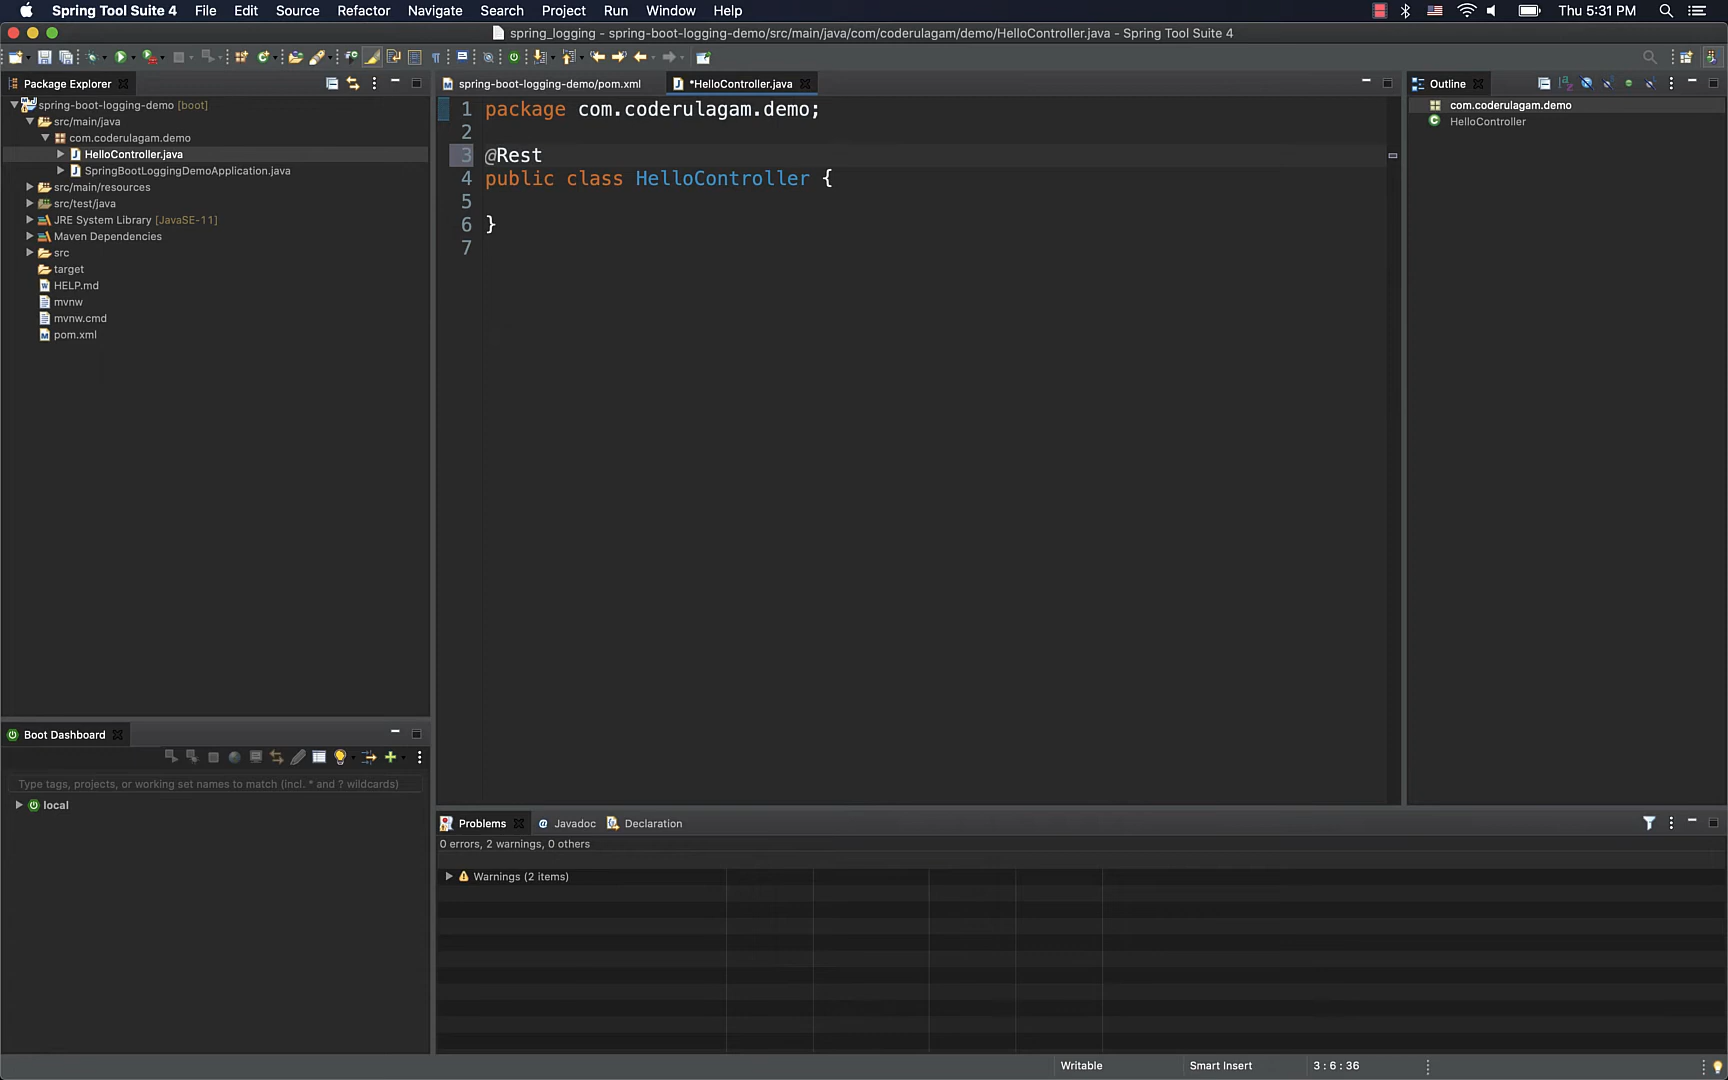 Spring Tool Suite 4 File Edit Source Refactor Navigate Search Project Run Window Help Thu 5:31 PM
spring_logging - spring-boot-logging-demo/src/main/java/com/coderulagam/demo/HelloController.java - Spring Tool Suite 4
Package Explorer
spring-boot-logging-demo [boot]
src/main/java
com.coderulagam.demo
HelloController.java
SpringBootLoggingDemoApplication.java
src/main/resources
src/test/java
JRE System Library [JavaSE-11]
Maven Dependencies
src
target
HELP.md
mvnw
mvnw.cmd
pom.xml
spring-boot-logging-demo/pom.xml *HelloController.java
1 package com.coderulagam.demo;
2
3 @Rest
4 public class HelloController {
5
6 }
7
Outline
com.coderulagam.demo
HelloController
Boot Dashboard
Type tags, projects, or working set names to match (incl. * and ? wildcards)
local
Problems Javadoc Declaration
0 errors, 2 warnings, 0 others
Warnings (2 items)
Writable Smart Insert 3 : 6 : 36